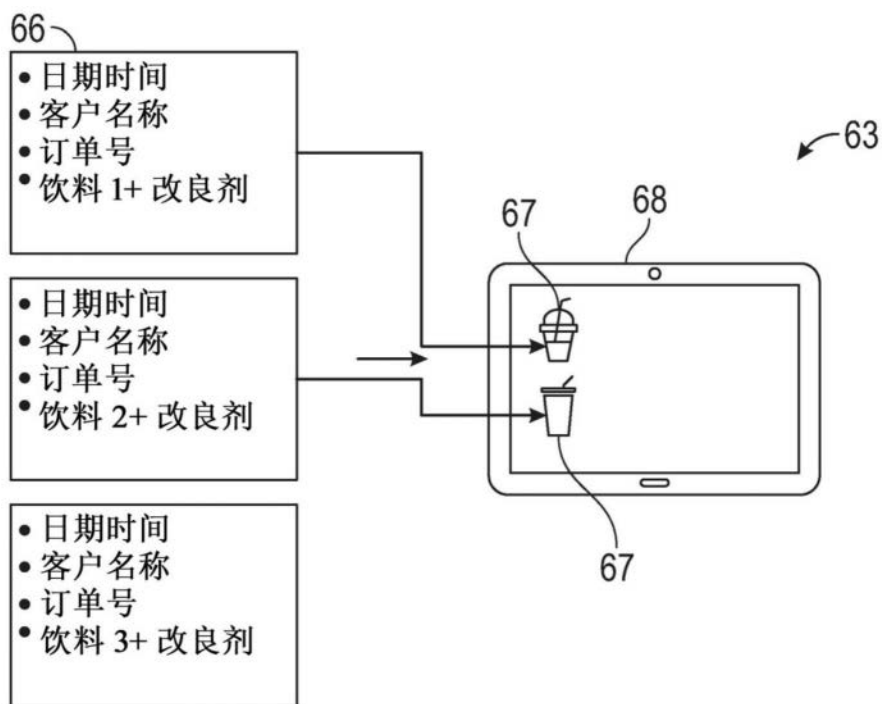 66
• 日期时间
• 客户名称
• 订单号
• 饮料 1+ 改良剂
63
67
68
• 日期时间
• 客户名称
• 订单号
• 饮料 2+ 改良剂
67
• 日期时间
• 客户名称
• 订单号
• 饮料 3+ 改良剂